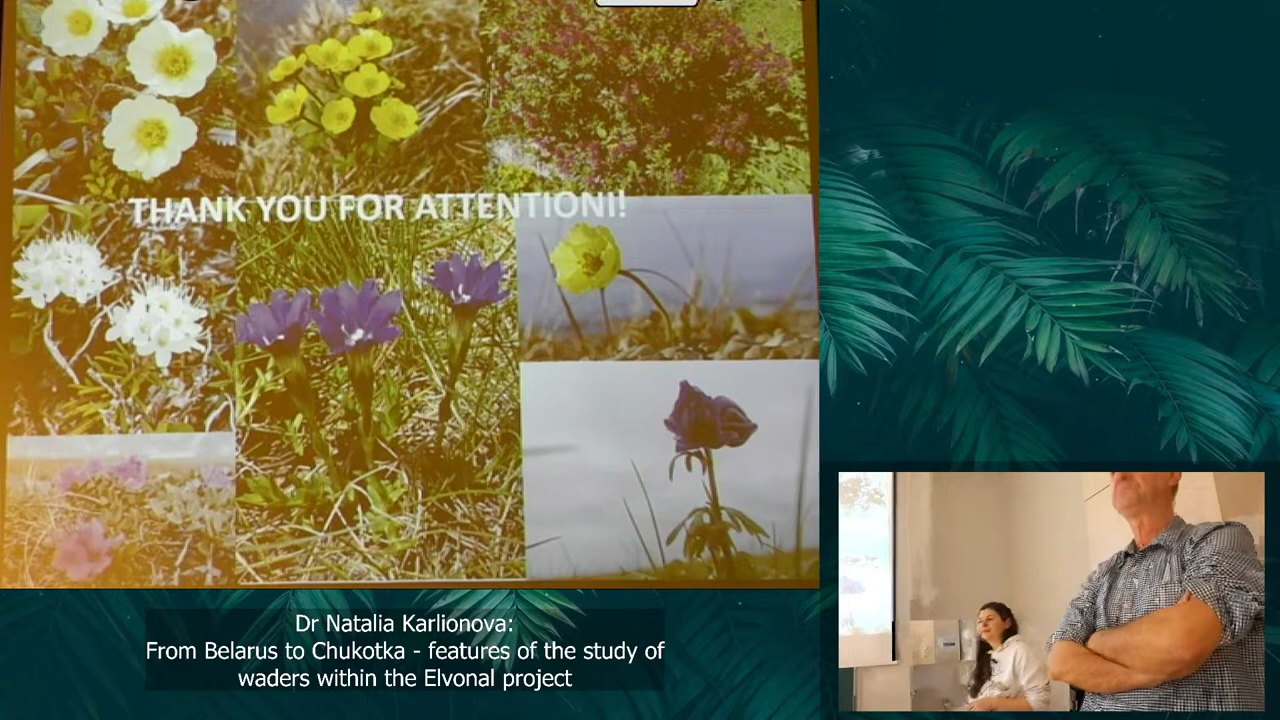 THANK YOU FOR ATTENTION!!
Dr Natalia Karlionova:
From Belarus to Chukotka - features of the study of
waders within the Elvonal project